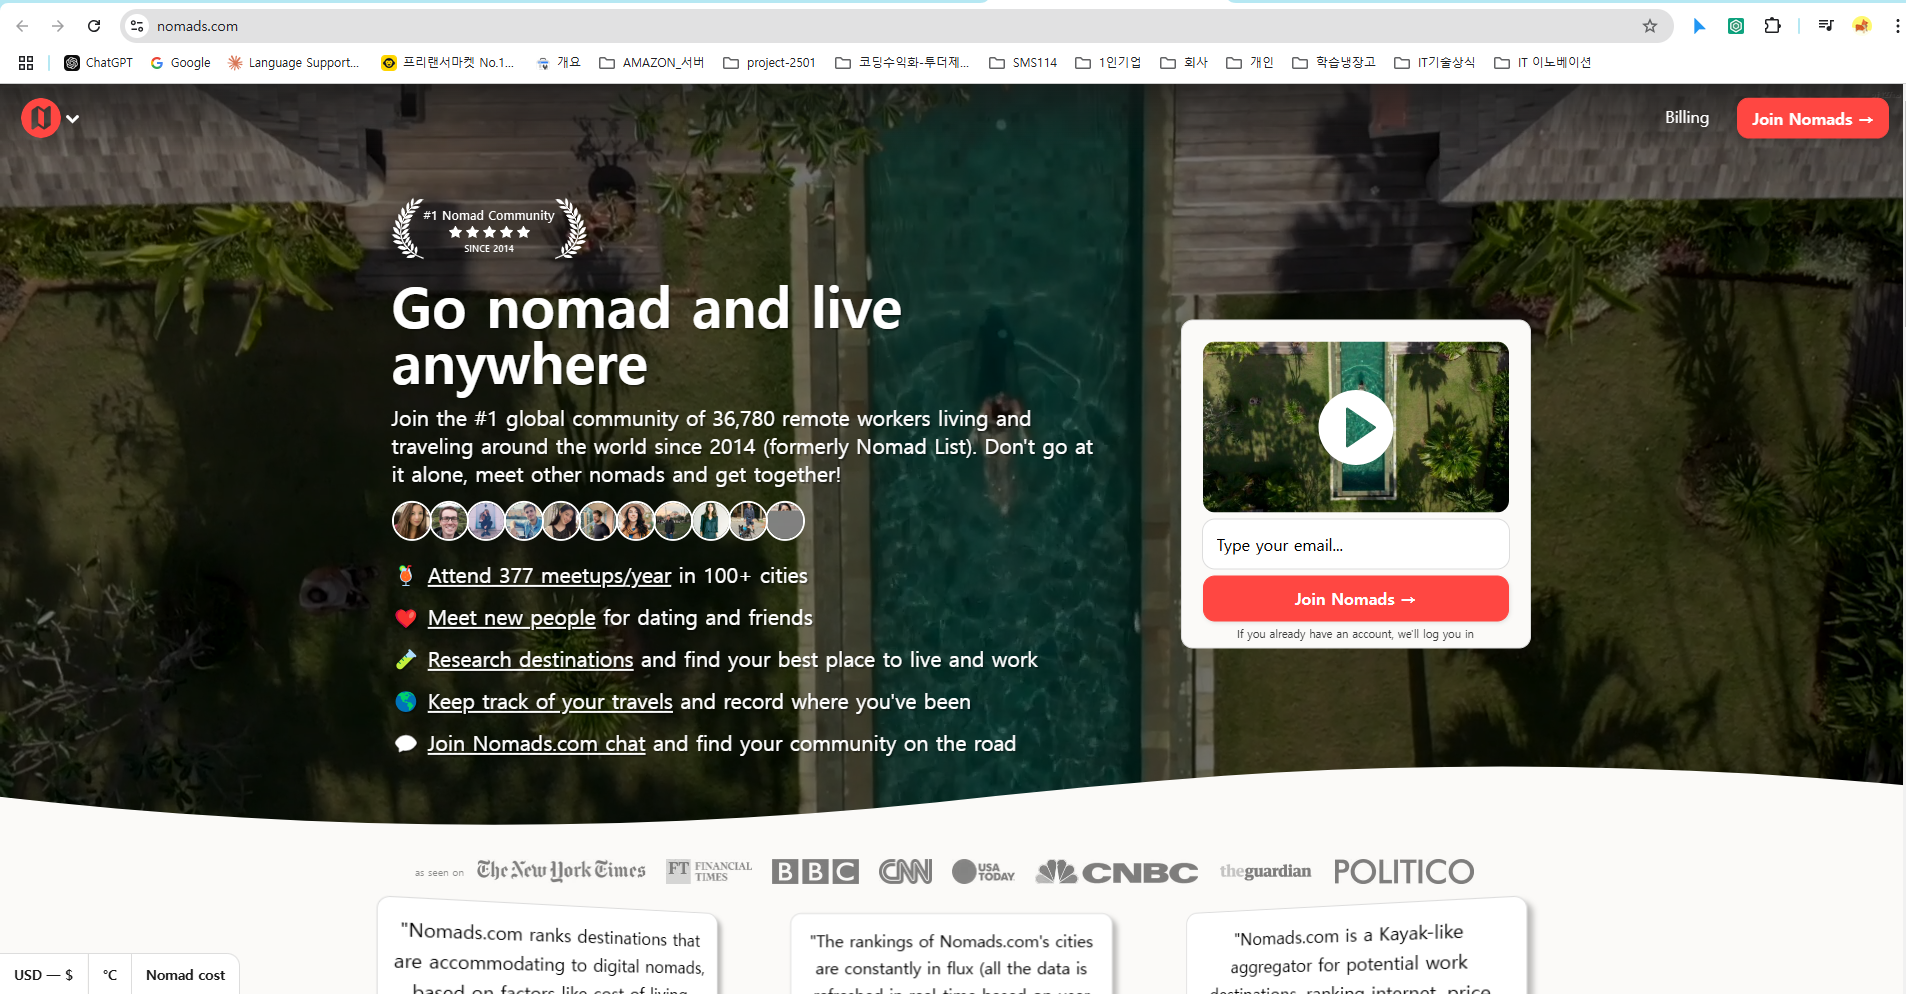 nomads.com
ChatGPT
Google
Language Support...
프리랜서마켓 No.1...
개요
AMAZON_서버
project-2501
코딩수익화-투더제...
SMS114
1인기업
회사
개인
학습냉장고
IT기술상식
IT 이노베이션
Billing
Join Nomads →
#1 Nomad Community
SINCE 2014
Go nomad and live
anywhere
Join the #1 global community of 36,780 remote workers living and
traveling around the world since 2014 (formerly Nomad List). Don't go at
it alone, meet other nomads and get together!
Attend 377 meetups/year in 100+ cities
Meet new people for dating and friends
Research destinations and find your best place to live and work
Keep track of your travels and record where you've been
Join Nomads.com chat and find your community on the road
Type your email...
Join Nomads →
If you already have an account, we'll log you in
as seen on
The New York Times
FT FINANCIAL
TIMES
BBC
CNN
USA
TODAY
CNBC
theguardian
POLITICO
"Nomads.com ranks destinations that
are accommodating to digital nomads,
based on factors like cost of living,
"The rankings of Nomads.com's cities
are constantly in flux (all the data is
refreshed in real-time based on user
"Nomads.com is a Kayak-like
aggregator for potential work
destinations, ranking internet, price,
USD — $
°C
Nomad cost